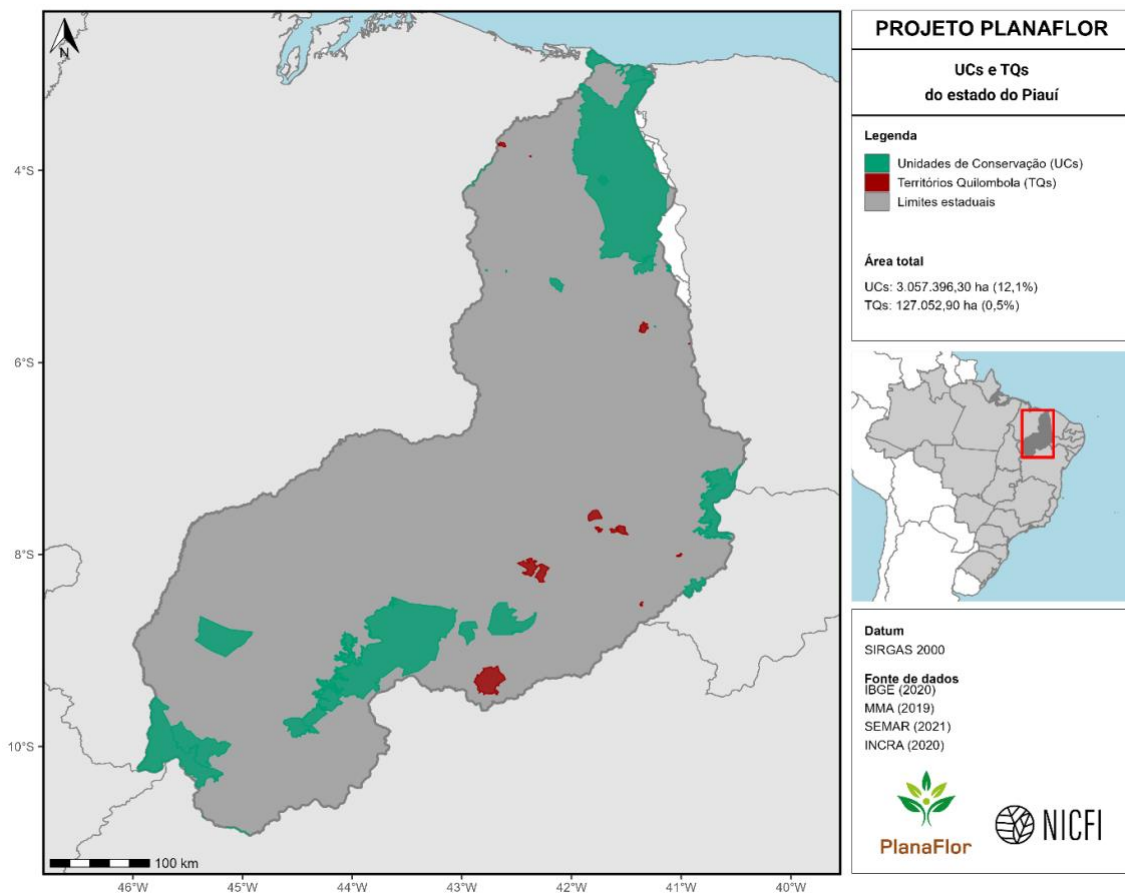 N
4°S
6°S
8°S
10°S
46°W
45°W
44°W
43°W
42°W
41°W
40°W
100 km
PROJETO PLANAFLOR
UCs e TQs
do estado do Piauí
Legenda
Unidades de Conservação (UCs)
Territórios Quilombola (TQs)
Limites estaduais
Área total
UCs: 3.057.396,30 ha (12,1%)
TQs: 127.052,90 ha (0,5%)
Datum
SIRGAS 2000
Fonte de dados
IBGE (2020)
MMA (2019)
SEMAR (2021)
INCRA (2020)
PlanaFlor
NICFI